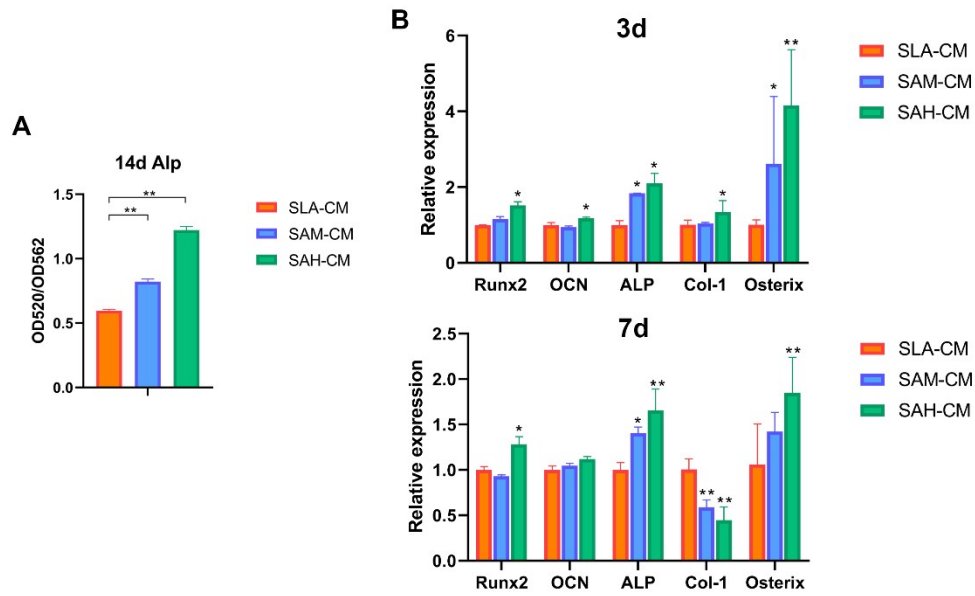 A
14d Alp
OD520/OD562
1.5
1.0
0.5
0.0
**
**
SLA-CM
SAM-CM
SAH-CM
B
3d
Relative expression
6
4
2
0
*
*
*
*
*
*
**
Runx2 OCN ALP Col-1 Osterix
SLA-CM
SAM-CM
SAH-CM
7d
Relative expression
2.5
2.0
1.5
1.0
0.5
0.0
*
*
**
**
**
**
Runx2 OCN ALP Col-1 Osterix
SLA-CM
SAM-CM
SAH-CM